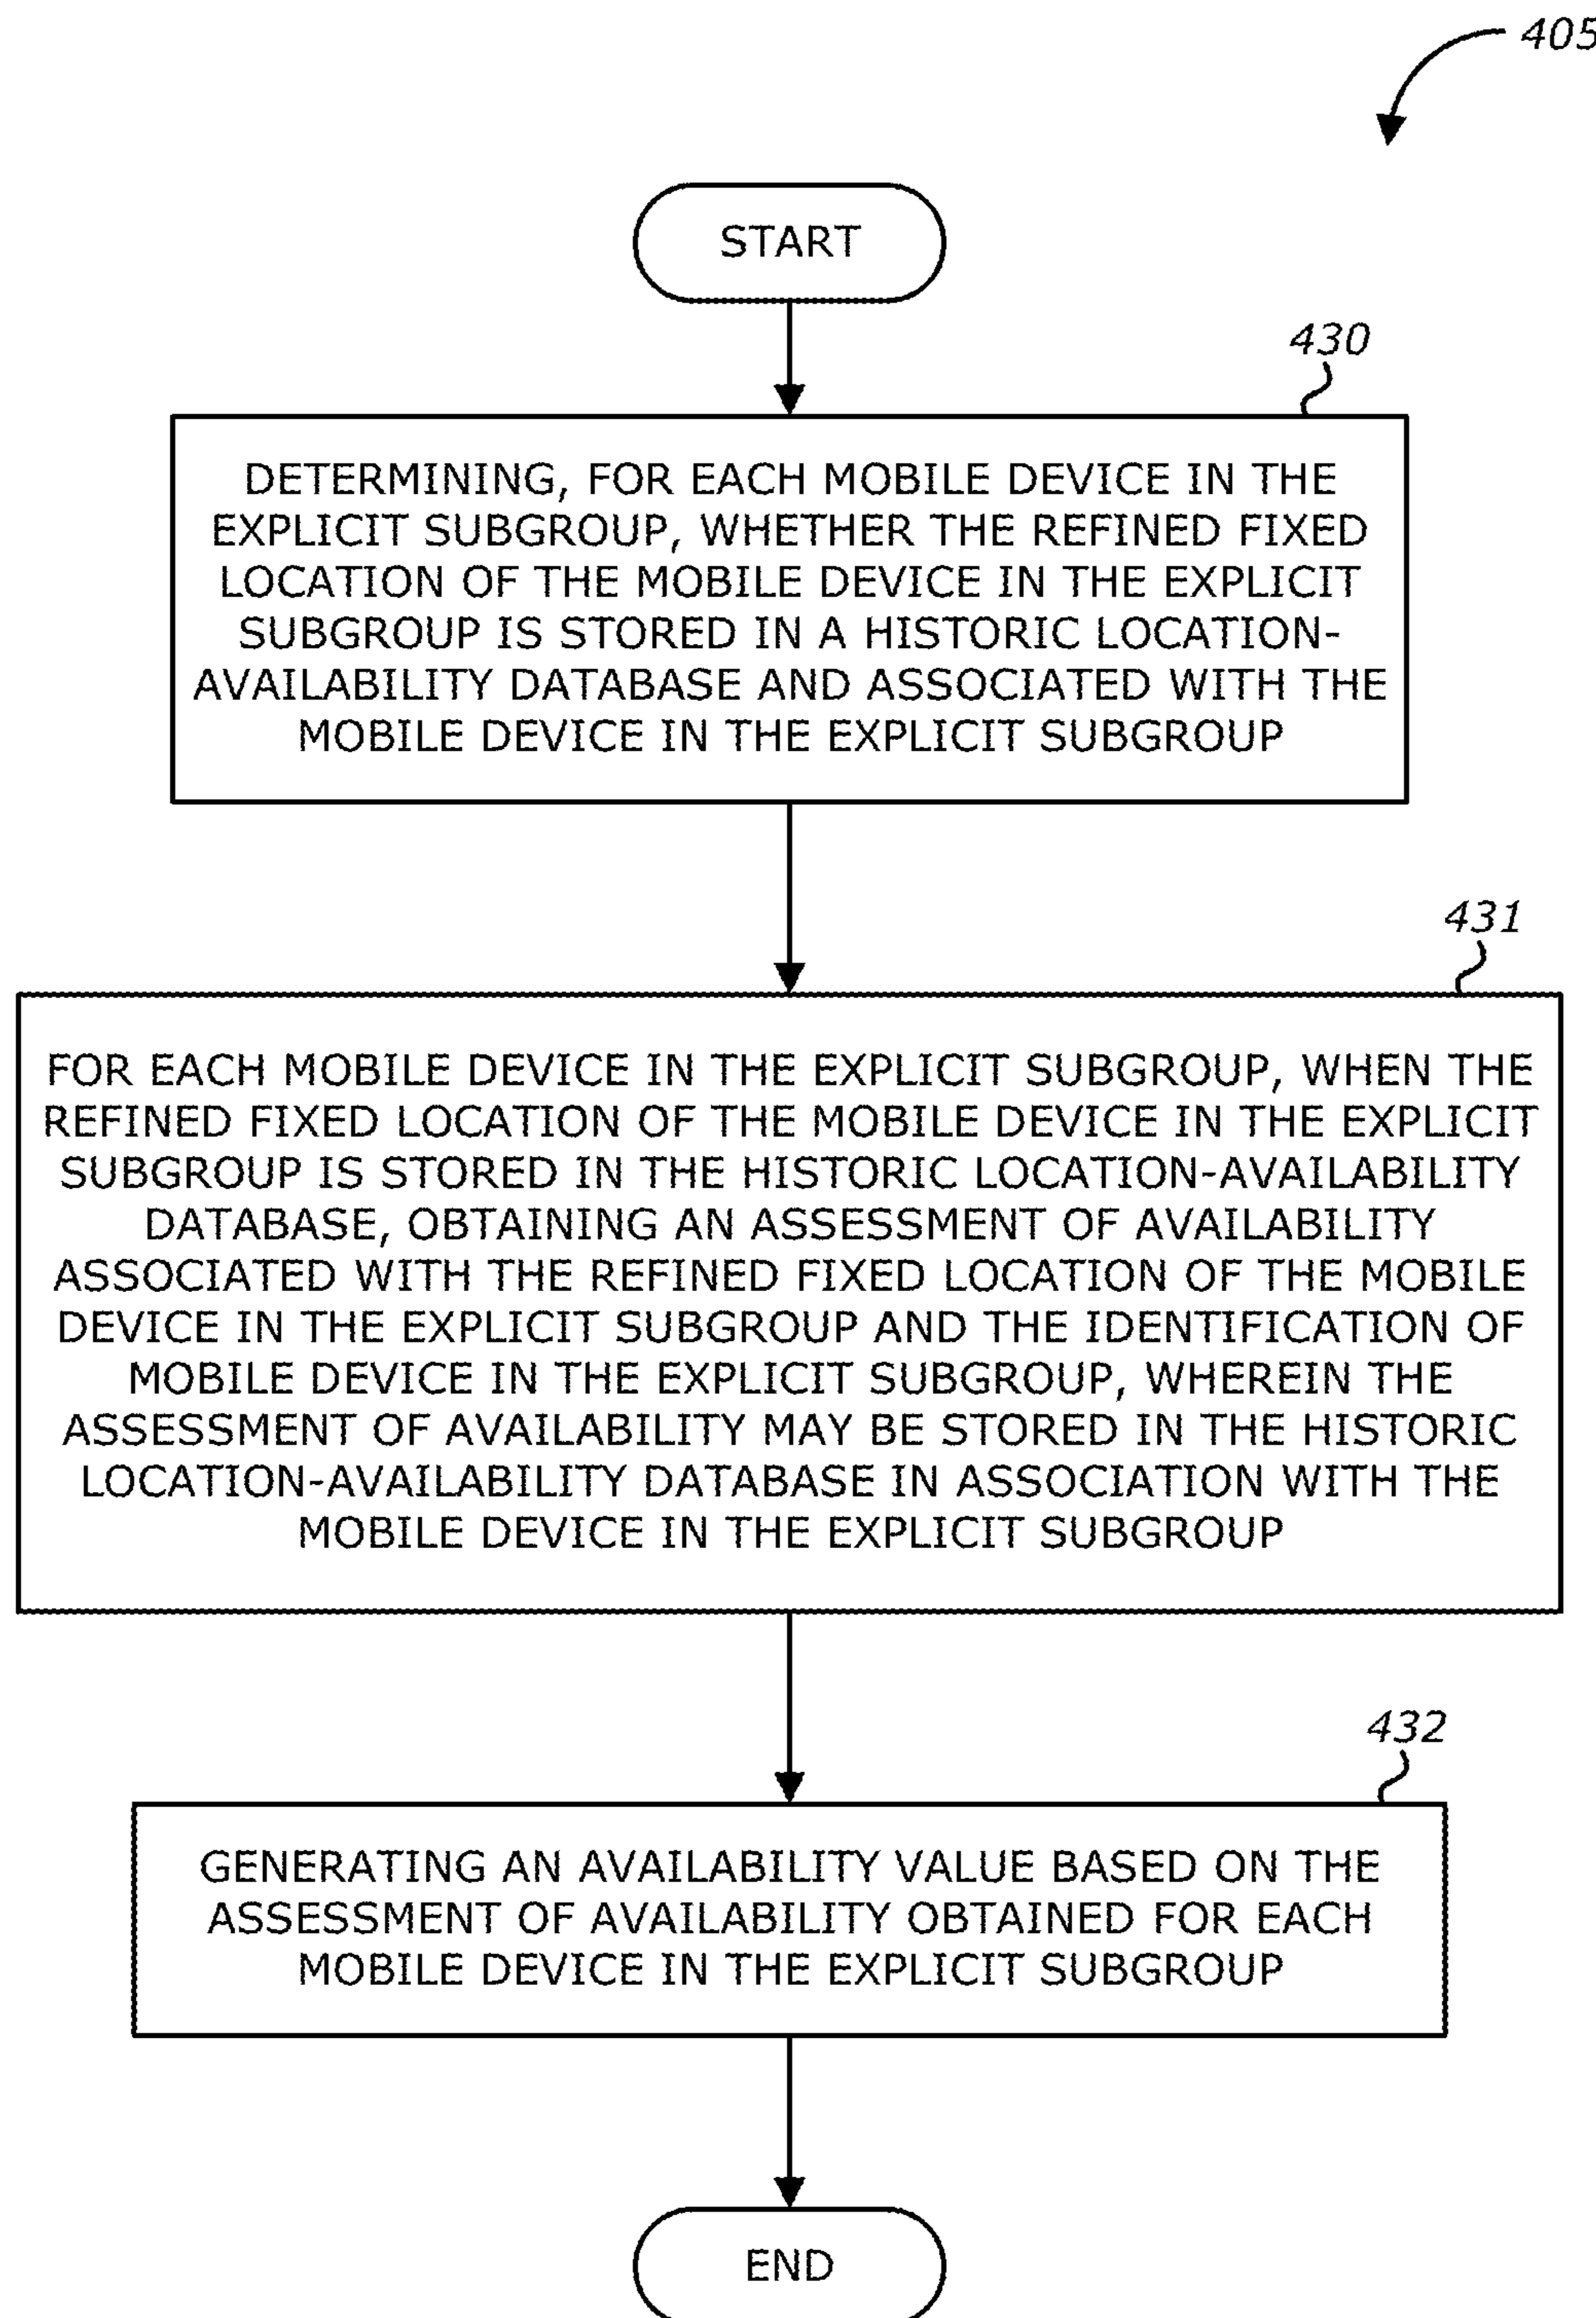 405
START
430
DETERMINING, FOR EACH MOBILE DEVICE IN THE
EXPLICIT SUBGROUP, WHETHER THE REFINED FIXED
LOCATION OF THE MOBILE DEVICE IN THE EXPLICIT
SUBGROUP IS STORED IN A HISTORIC LOCATION-
AVAILABILITY DATABASE AND ASSOCIATED WITH THE
MOBILE DEVICE IN THE EXPLICIT SUBGROUP
431
FOR EACH MOBILE DEVICE IN THE EXPLICIT SUBGROUP, WHEN THE
REFINED FIXED LOCATION OF THE MOBILE DEVICE IN THE EXPLICIT
SUBGROUP IS STORED IN THE HISTORIC LOCATION-AVAILABILITY
DATABASE, OBTAINING AN ASSESSMENT OF AVAILABILITY
ASSOCIATED WITH THE REFINED FIXED LOCATION OF THE MOBILE
DEVICE IN THE EXPLICIT SUBGROUP AND THE IDENTIFICATION OF
MOBILE DEVICE IN THE EXPLICIT SUBGROUP, WHEREIN THE
ASSESSMENT OF AVAILABILITY MAY BE STORED IN THE HISTORIC
LOCATION-AVAILABILITY DATABASE IN ASSOCIATION WITH THE
MOBILE DEVICE IN THE EXPLICIT SUBGROUP
432
GENERATING AN AVAILABILITY VALUE BASED ON THE
ASSESSMENT OF AVAILABILITY OBTAINED FOR EACH
MOBILE DEVICE IN THE EXPLICIT SUBGROUP
END